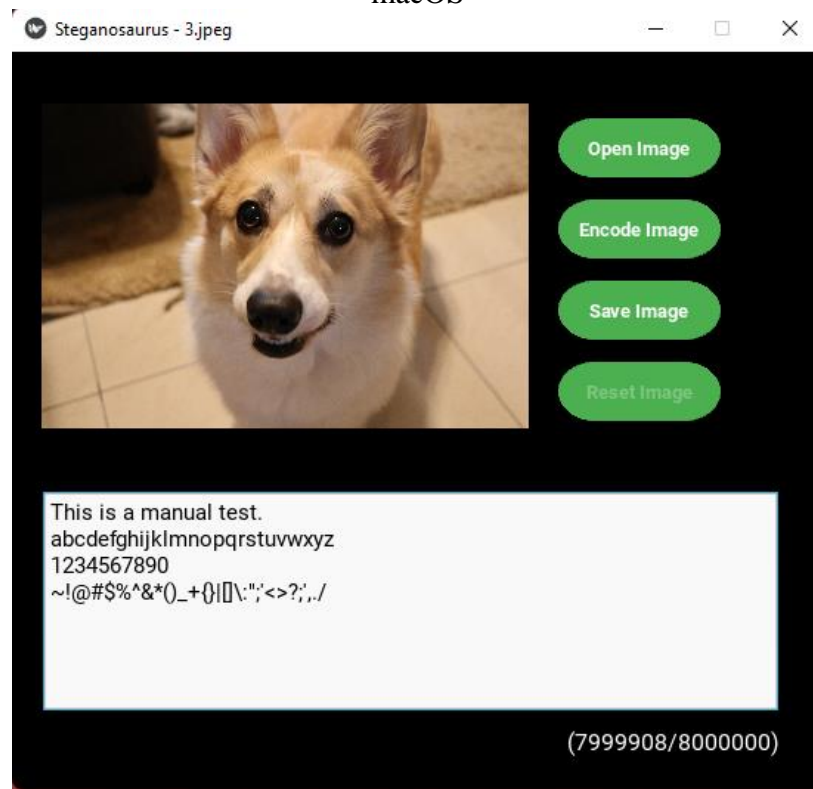 macOS
Steganosaurus - 3.jpeg
Open Image
Encode Image
Save Image
Reset Image
This is a manual test.
abcdefghijklmnopqrstuvwxyz
1234567890
~!@#$%^&*()_+{}|[]\:";'<>?;',./
(7999908/8000000)